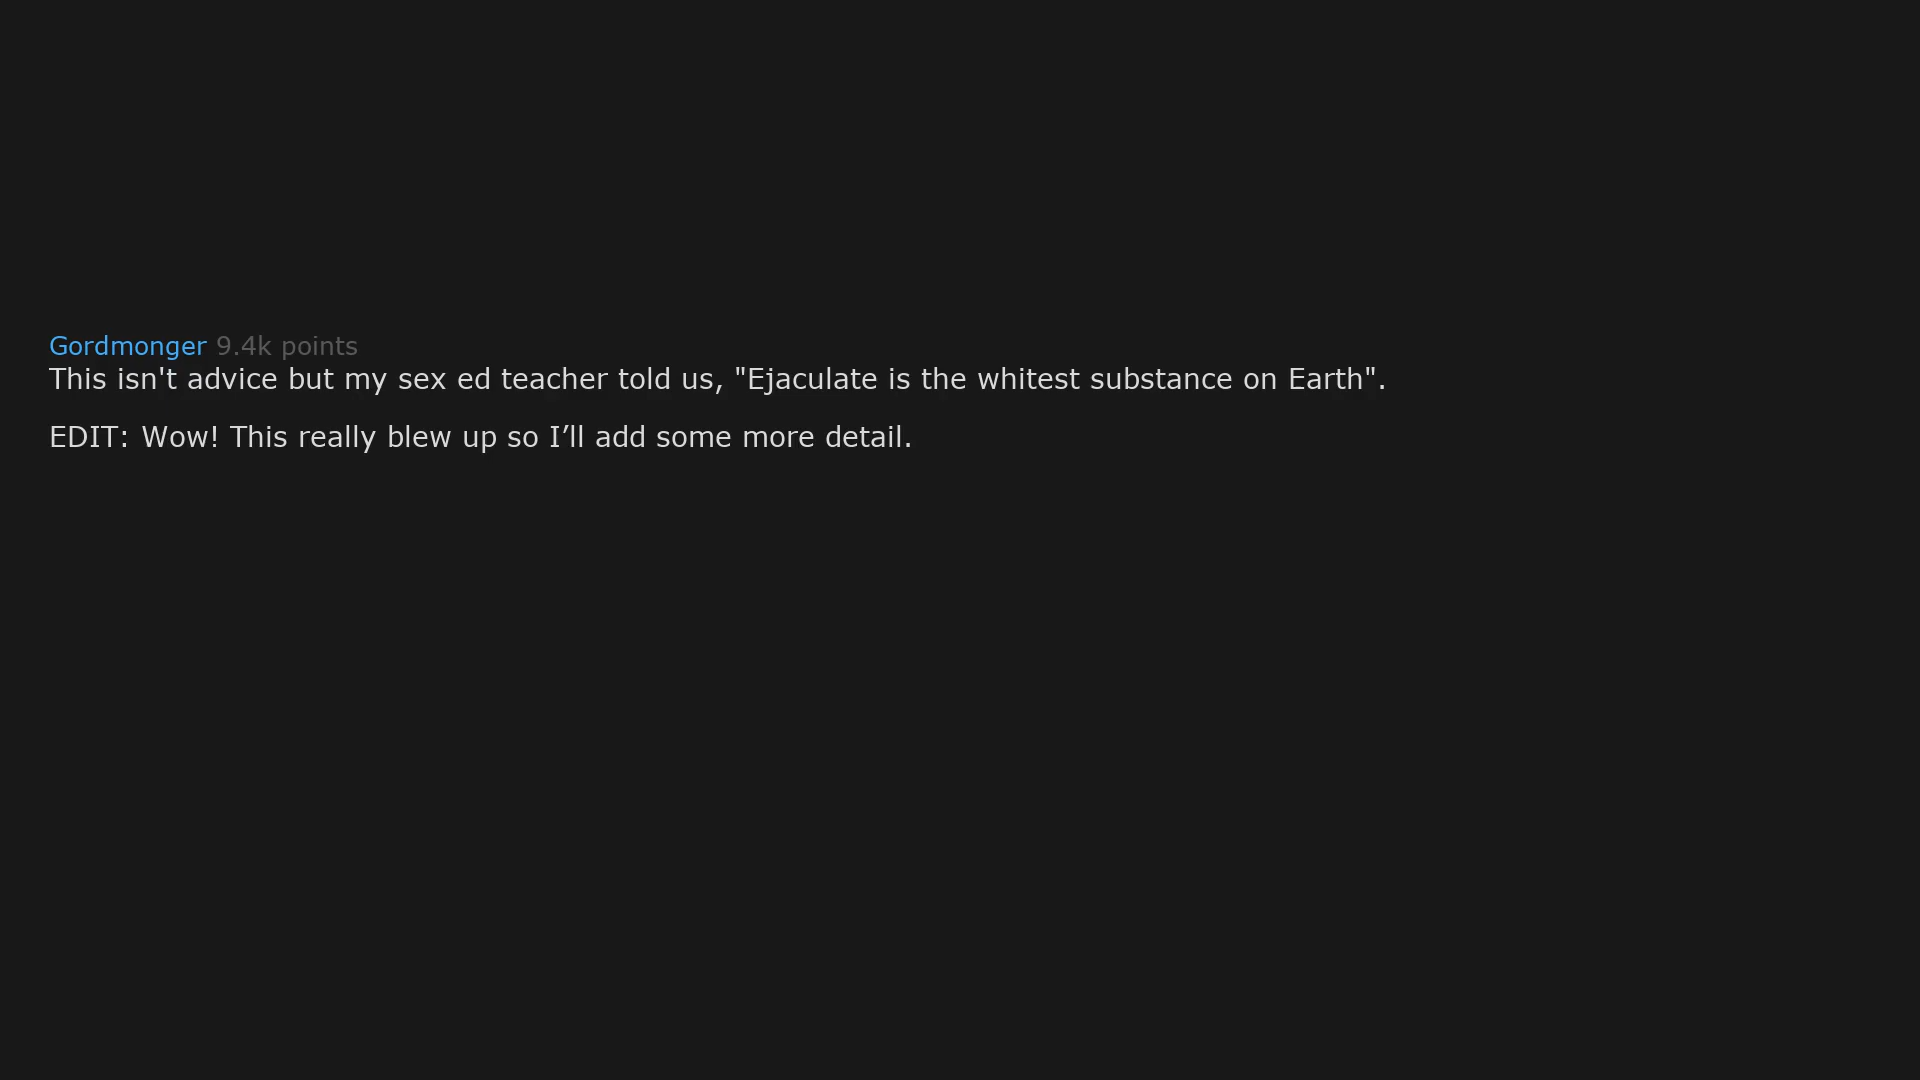 Gordmonger 9.4k points
This isn't advice but my sex ed teacher told us, "Ejaculate is the whitest substance on Earth".
EDIT: Wow! This really blew up so I’ll add some more detail.